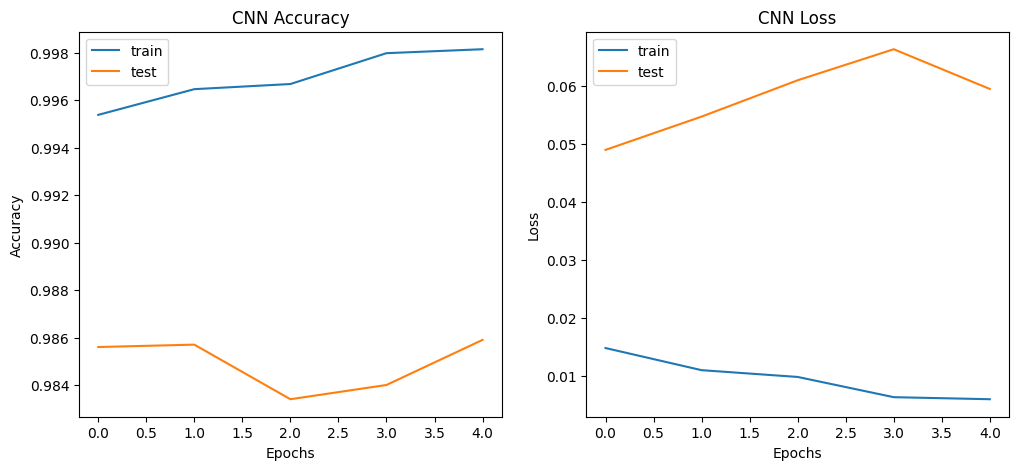 CNN Accuracy
train
test
0.998
0.996
0.994
0.992
0.990
0.988
0.986
0.984
Accuracy
0.0 0.5 1.0 1.5 2.0 2.5 3.0 3.5 4.0
Epochs
CNN Loss
train
test
0.06
0.05
0.04
0.03
0.02
0.01
Loss
0.0 0.5 1.0 1.5 2.0 2.5 3.0 3.5 4.0
Epochs